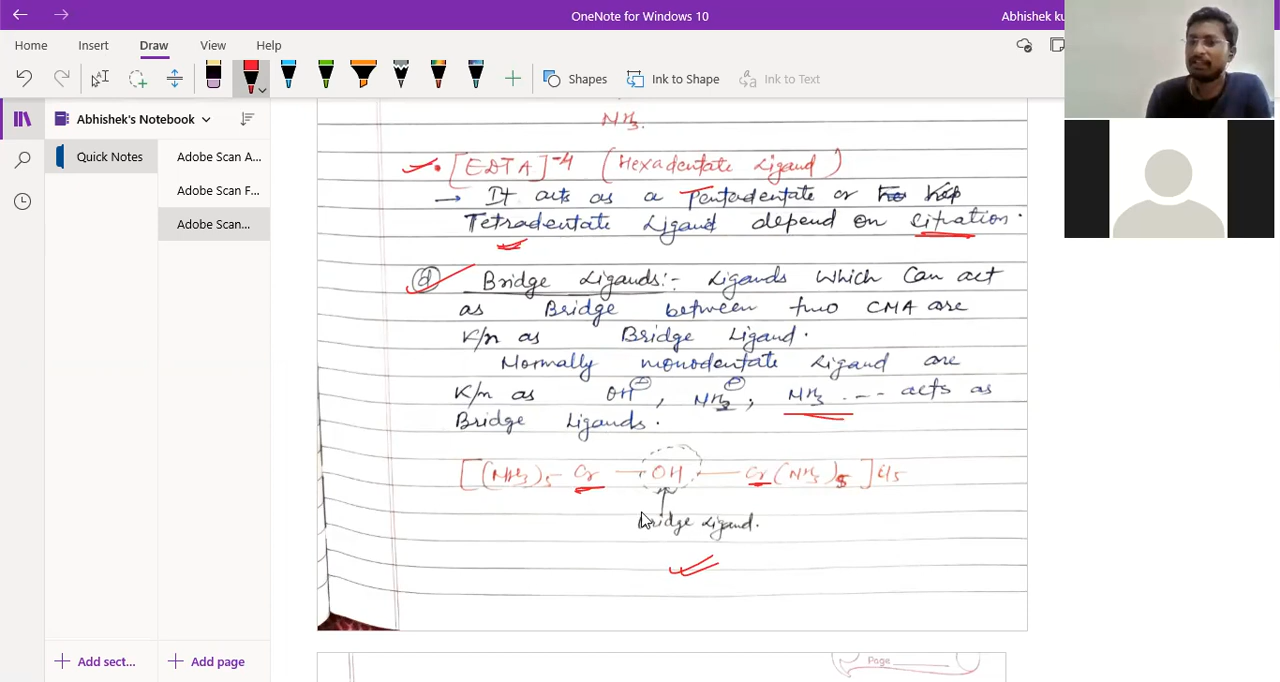 OneNote for Windows 10
Abhishek ku
Home Insert Draw View Help
Shapes Ink to Shape Ink to Text
Abhishek's Notebook
Quick Notes
Adobe Scan A...
Adobe Scan F...
Adobe Scan...
NH3.
[EDTA]-4 (Hexadentate Ligand)
→ It acts as a Pentadentate or
Tetradentate Ligand depend on sitration.
(d) Bridge Ligands:- Ligands which Can act
as Bridge between two CMA are
K/n as Bridge Ligand.
Normally monodentate Ligand are
K/n as OH⊖, NH2⊖, NH3 --- acts as
Bridge Ligands.
[(NH3)5 - Cr — OH — Cr(NH3)5]Cl5
Bridge Ligand.
Add sect... Add page
Page